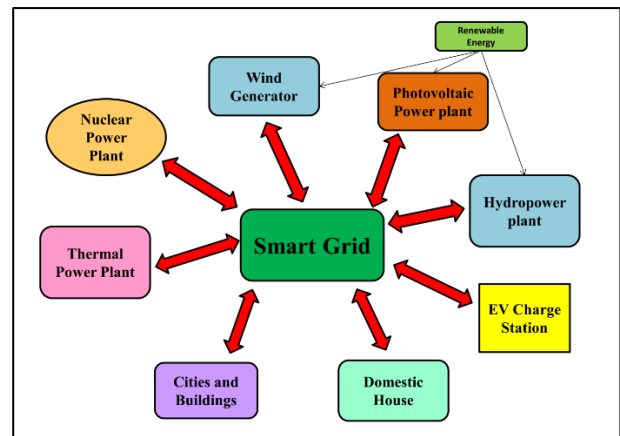 Renewable
Energy
Wind
Generator
Photovoltaic
Power plant
Nuclear
Power
Plant
Hydropower
plant
Smart Grid
Thermal
Power Plant
EV Charge
Station
Cities and
Buildings
Domestic
House